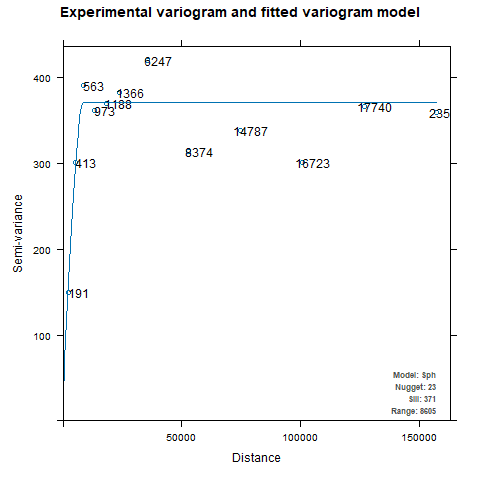 Experimental variogram and fitted variogram model
6247
400
563
1366
1188
973
17740
235
14787
8374
300
413
16723
Semi-variance
200
191
100
Model: Sph
Nugget: 23
Sill: 371
Range: 8605
50000
100000
150000
Distance